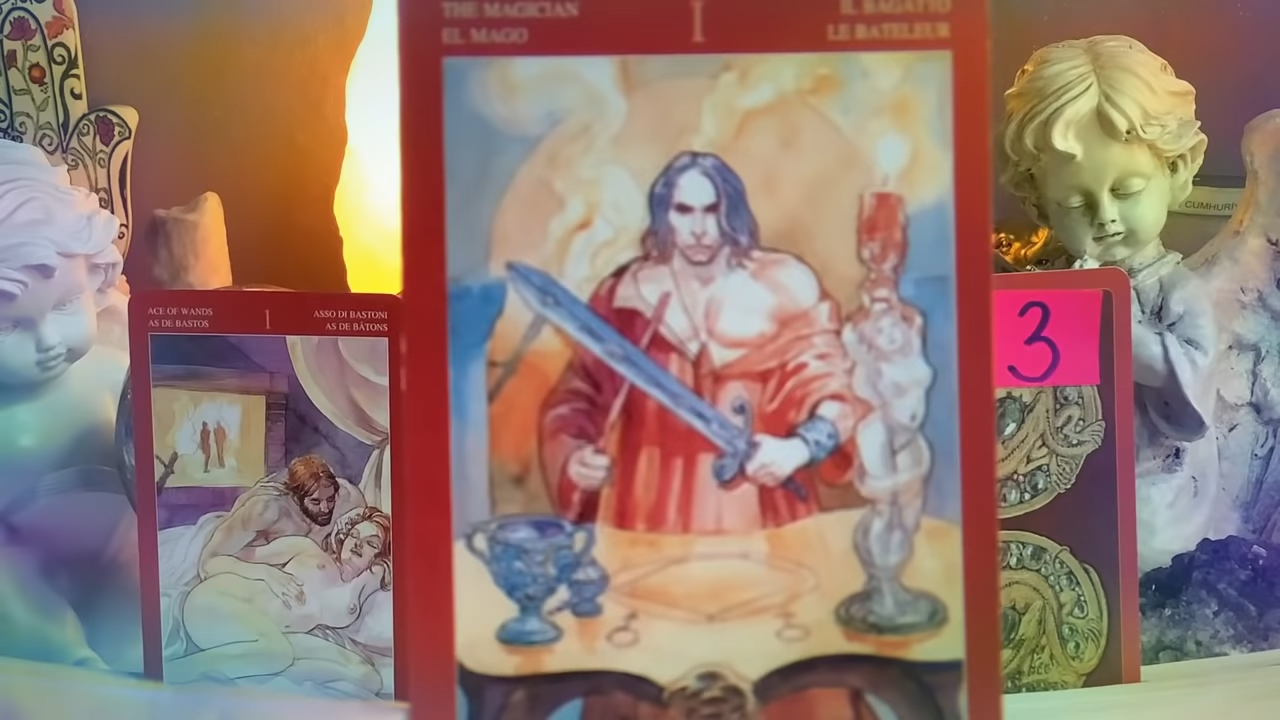 THE MAGICIAN
EL MAGO
I
IL BAGATTO
LE BATELEUR
ACE OF WANDS
AS DE BASTOS
I
ASSO DI BASTONI
AS DE BÂTONS
3